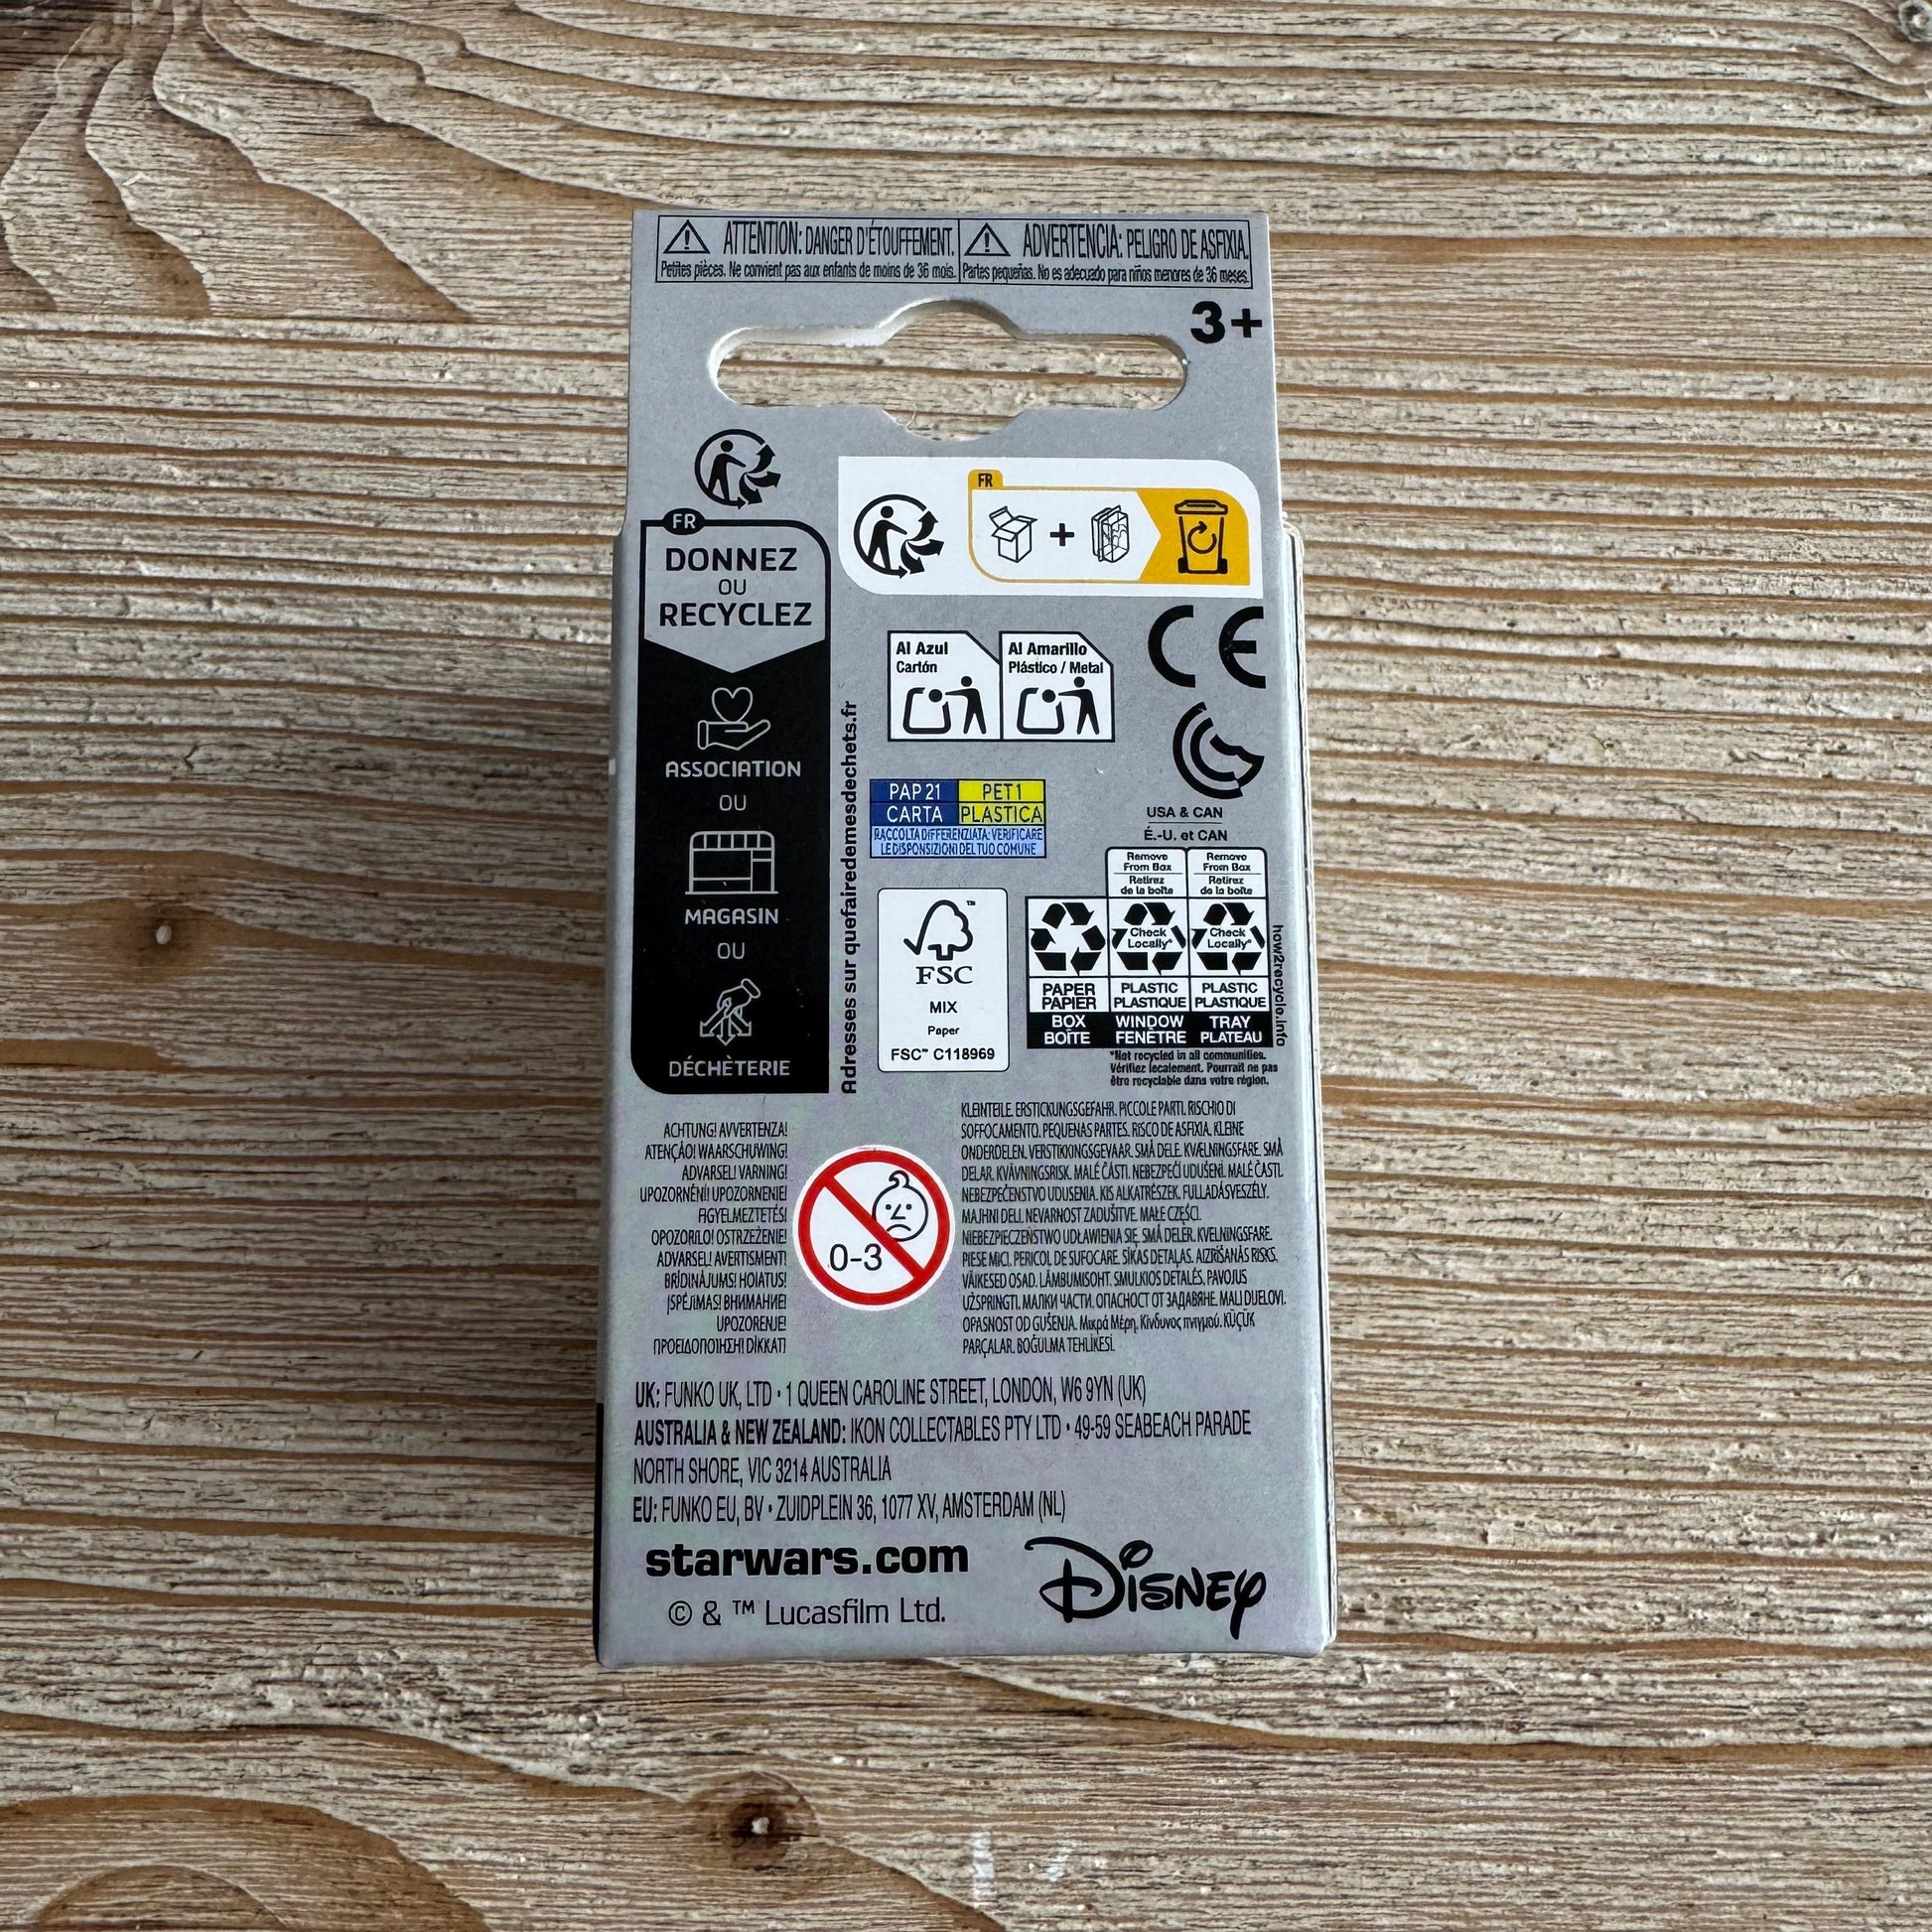 ATTENTION: DANGER D'ÉTOUFFEMENT.
Petites pièces. Ne convient pas aux enfants de moins de 36 mois.
ADVERTENCIA: PELIGRO DE ASFIXIA.
Partes pequeñas. No es adecuado para niños menores de 36 meses.
3+
FR
DONNEZ
OU
RECYCLEZ
ASSOCIATION
OU
MAGASIN
OU
DÉCHÈTERIE
Adresses sur quefairedemesdechets.fr
FR
+
Al Azul
Cartón
Al Amarillo
Plástico / Metal
CE
PAP 21
PET 1
CARTA
PLASTICA
RACCOLTA DIFFERENZIATA: VERIFICARE
LE DISPONSIZIONI DEL TUO COMUNE
FSC
MIX
Paper
FSC™ C118969
USA & CAN
É.-U. et CAN
Remove
From Box
Retirez
de la boîte
Remove
From Box
Retirez
de la boîte
Check
Locally*
Check
Locally*
PAPER
PAPIER
PLASTIC
PLASTIQUE
PLASTIC
PLASTIQUE
BOX
BOÎTE
WINDOW
FENÊTRE
TRAY
PLATEAU
how2recycle.info
*Not recycled in all communities.
Vérifiez localement. Pourrait ne pas
être recyclable dans votre région.
ACHTUNG! AVVERTENZA!
ATENÇÃO! WAARSCHUWING!
ADVARSEL! VARNING!
UPOZORNĚNÍ! UPOZORNENIE!
FIGYELMEZTETÉS!
OPOZORILO! OSTRZEŻENIE!
ADVARSEL! AVERTISMENT!
BRĪDINĀJUMS! HOIATUS!
ĮSPĖJIMAS! ВНИМАНИЕ!
UPOZORENJE!
ΠΡΟΕΙΔΟΠΟΙΗΣΗ! DİKKAT!
0-3
KLEINTEILE. ERSTICKUNGSGEFAHR. PICCOLE PARTI. RISCHIO DI
SOFFOCAMENTO. PEQUENAS PARTES. RISCO DE ASFIXIA. KLEINE
ONDERDELEN. VERSTIKKINGSGEVAAR. SMÅ DELE. KVÆLNINGSFARE. SMÅ
DELAR. KVÄVNINGSRISK. MALÉ ČÁSTI. NEBEZPEČÍ UDUŠENÍ. MALÉ ČASTI.
NEBEZPEČENSTVO UDUSENIA. KIS ALKATRÉSZEK. FULLADÁSVESZÉLY.
MAJHNI DELI. NEVARNOST ZADUŠITVE. MAŁE CZĘŚCI.
NIEBEZPIECZEŃSTWO UDŁAWIENIA SIĘ. SMÅ DELER. KVELNINGSFARE.
PIESE MICI. PERICOL DE SUFOCARE. SĪKAS DETAĻAS. AIZRĪŠANĀS RISKS.
VÄIKESED OSAD. LÄMBUMISOHT. SMULKIOS DETALĖS. PAVOJUS
UŽSPRINGTI. МАЛКИ ЧАСТИ. ОПАСНОСТ ОТ ЗАДАВЯНЕ. MALI DIJELOVI.
OPASNOST OD GUŠENJA. Μικρά Μέρη. Κίνδυνος πνιγμού. KÜÇÜK
PARÇALAR. BOĞULMA TEHLİKESİ.
UK: FUNKO UK, LTD • 1 QUEEN CAROLINE STREET, LONDON, W6 9YN (UK)
AUSTRALIA & NEW ZEALAND: IKON COLLECTABLES PTY LTD • 49-59 SEABEACH PARADE
NORTH SHORE, VIC 3214 AUSTRALIA
EU: FUNKO EU, BV • ZUIDPLEIN 36, 1077 XV, AMSTERDAM (NL)
starwars.com
© & ™ Lucasfilm Ltd.
DISNEY